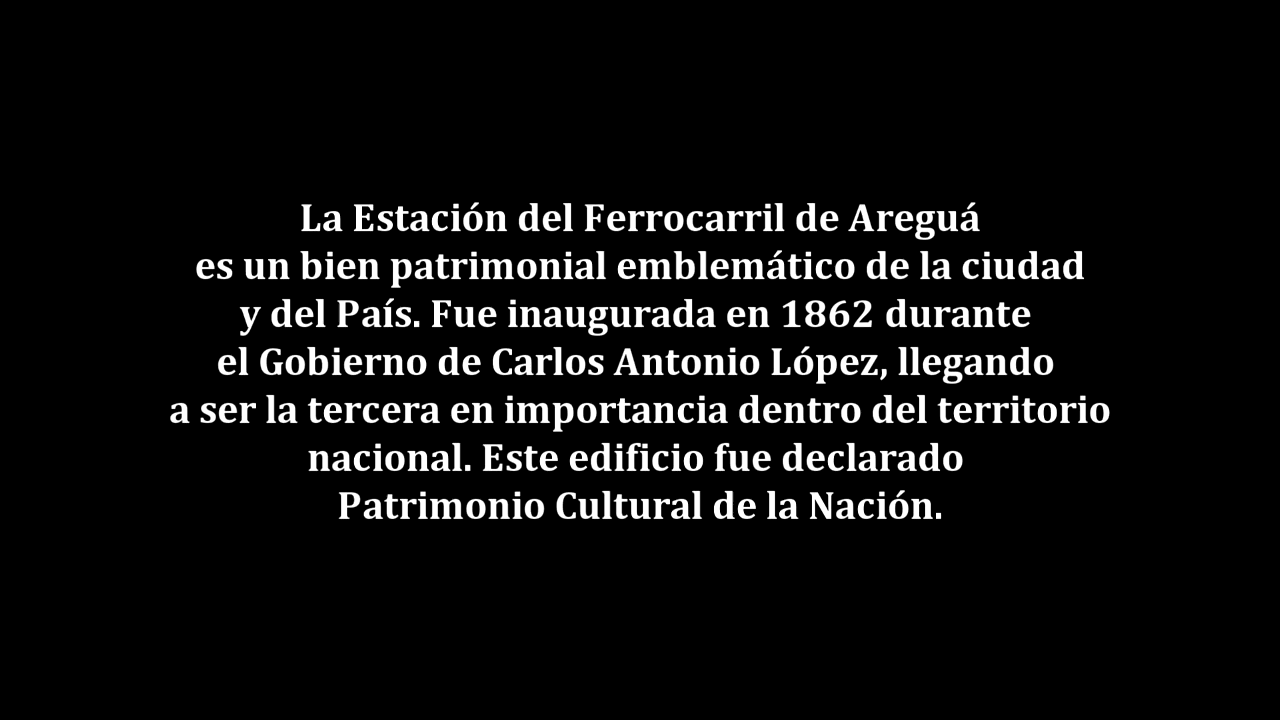 La Estación del Ferrocarril de Areguá
es un bien patrimonial emblemático de la ciudad
y del País. Fue inaugurada en 1862 durante
el Gobierno de Carlos Antonio López, llegando
a ser la tercera en importancia dentro del territorio
nacional. Este edificio fue declarado
Patrimonio Cultural de la Nación.